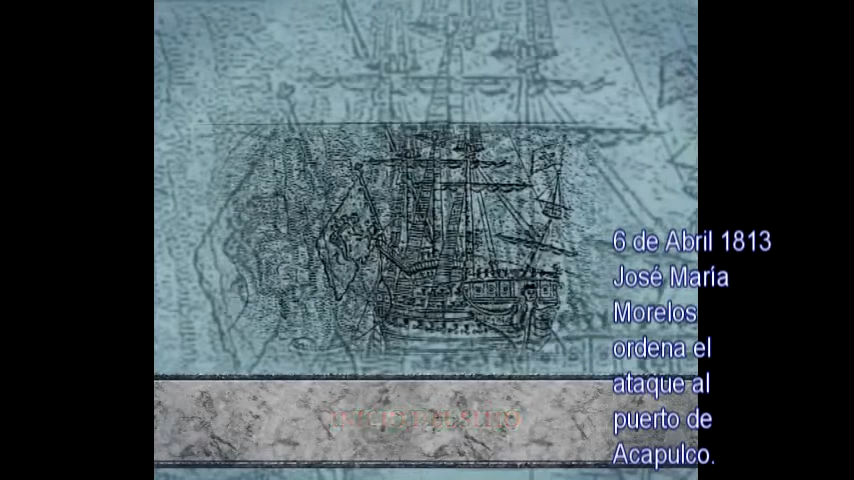 6 de Abril 1813
José María
Morelos
ordena el
ataque al
puerto de
Acapulco.